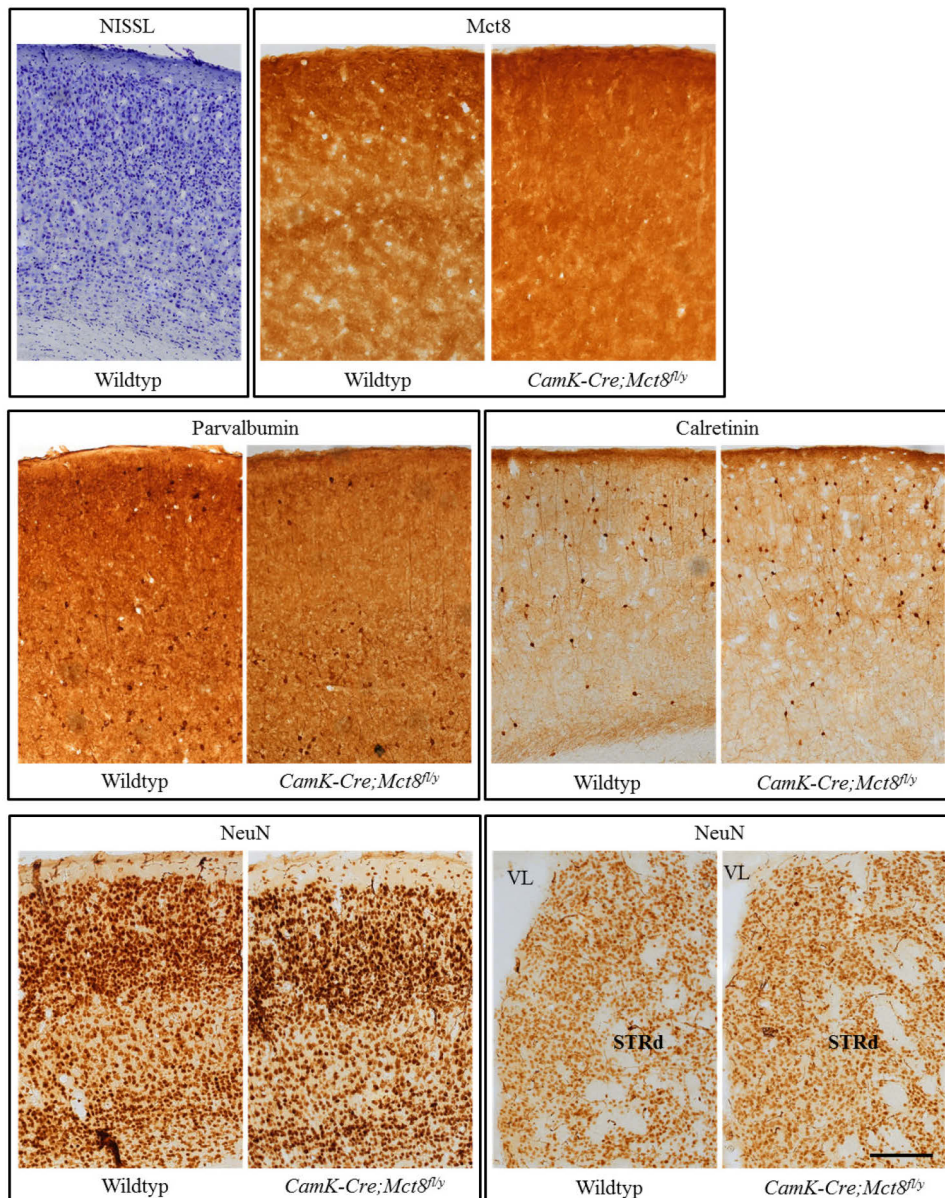 NISSL
Wildtyp
Mct8
Wildtyp
CamK-Cre;Mct8fl/y
Parvalbumin
Wildtyp
CamK-Cre;Mct8fl/y
Calretinin
Wildtyp
CamK-Cre;Mct8fl/y
NeuN
Wildtyp
CamK-Cre;Mct8fl/y
NeuN
VL
STRd
VL
STRd
Wildtyp
CamK-Cre;Mct8fl/y